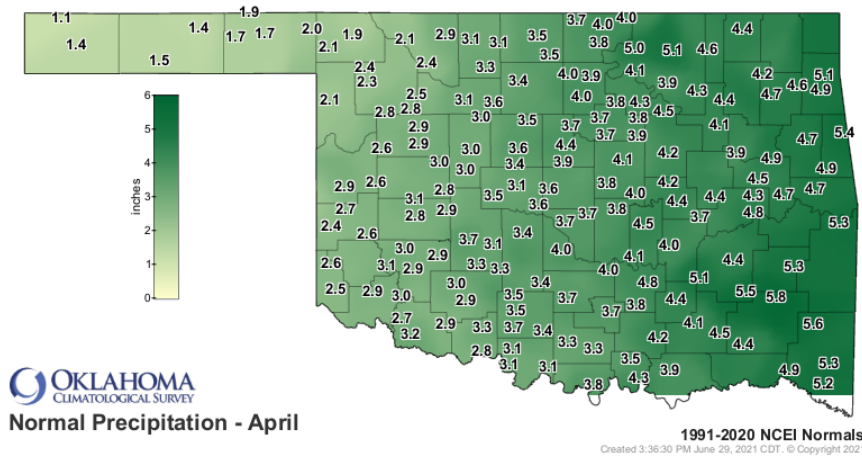 1.1 1.9 3.7 4.0 4.0
1.4 1.4 1.7 1.7 2.0 1.9 2.1 2.9 3.1 3.1 3.5 3.8 5.0 5.1 4.6 4.4
1.5 2.1 2.4 2.4 3.3 3.5 4.1 4.2 5.1
2.3 3.4 4.0 3.9 3.9 4.3 4.7 4.6 4.9
6 2.1 2.5 3.1 3.6 4.0 3.8 4.3 4.4
2.8 2.8 3.0 3.5 3.7 3.7 3.8 4.5 4.1
5 2.9 3.7 3.9 4.7 5.4
2.6 2.9 3.0 3.6 4.4 4.2 3.9
4 3.0 3.0 3.4 3.9 4.1 4.9 4.9
2.9 2.6 2.8 3.1 3.6 3.8 4.2 4.5 4.7
3 3.1 3.5 3.6 4.0 4.4 4.4 4.3 4.7
2.7 2.8 2.9 3.7 3.7 3.8 3.7 4.8
2.4 2.6 3.4 4.5 5.3
2 3.0 2.9 3.7 3.1 4.0 4.1 4.0 4.4
2.6 3.1 2.9 3.3 3.3 4.0 5.3
1 2.5 2.9 3.0 3.0 3.4 4.8 5.1
0 2.9 3.5 3.7 3.8 4.4 5.5 5.8
inches
2.7 3.5 3.7 4.1 5.6
3.2 2.9 3.3 3.7 3.4 4.2 4.5
2.8 3.1 3.3 3.3 4.4
3.1 3.1 3.5 3.9 4.9 5.3
3.8 4.3 5.2
OKLAHOMA
CLIMATOLOGICAL SURVEY
Normal Precipitation - April
1991-2020 NCEI Normals
Created 3:36:30 PM June 29, 2021 CDT. © Copyright 202